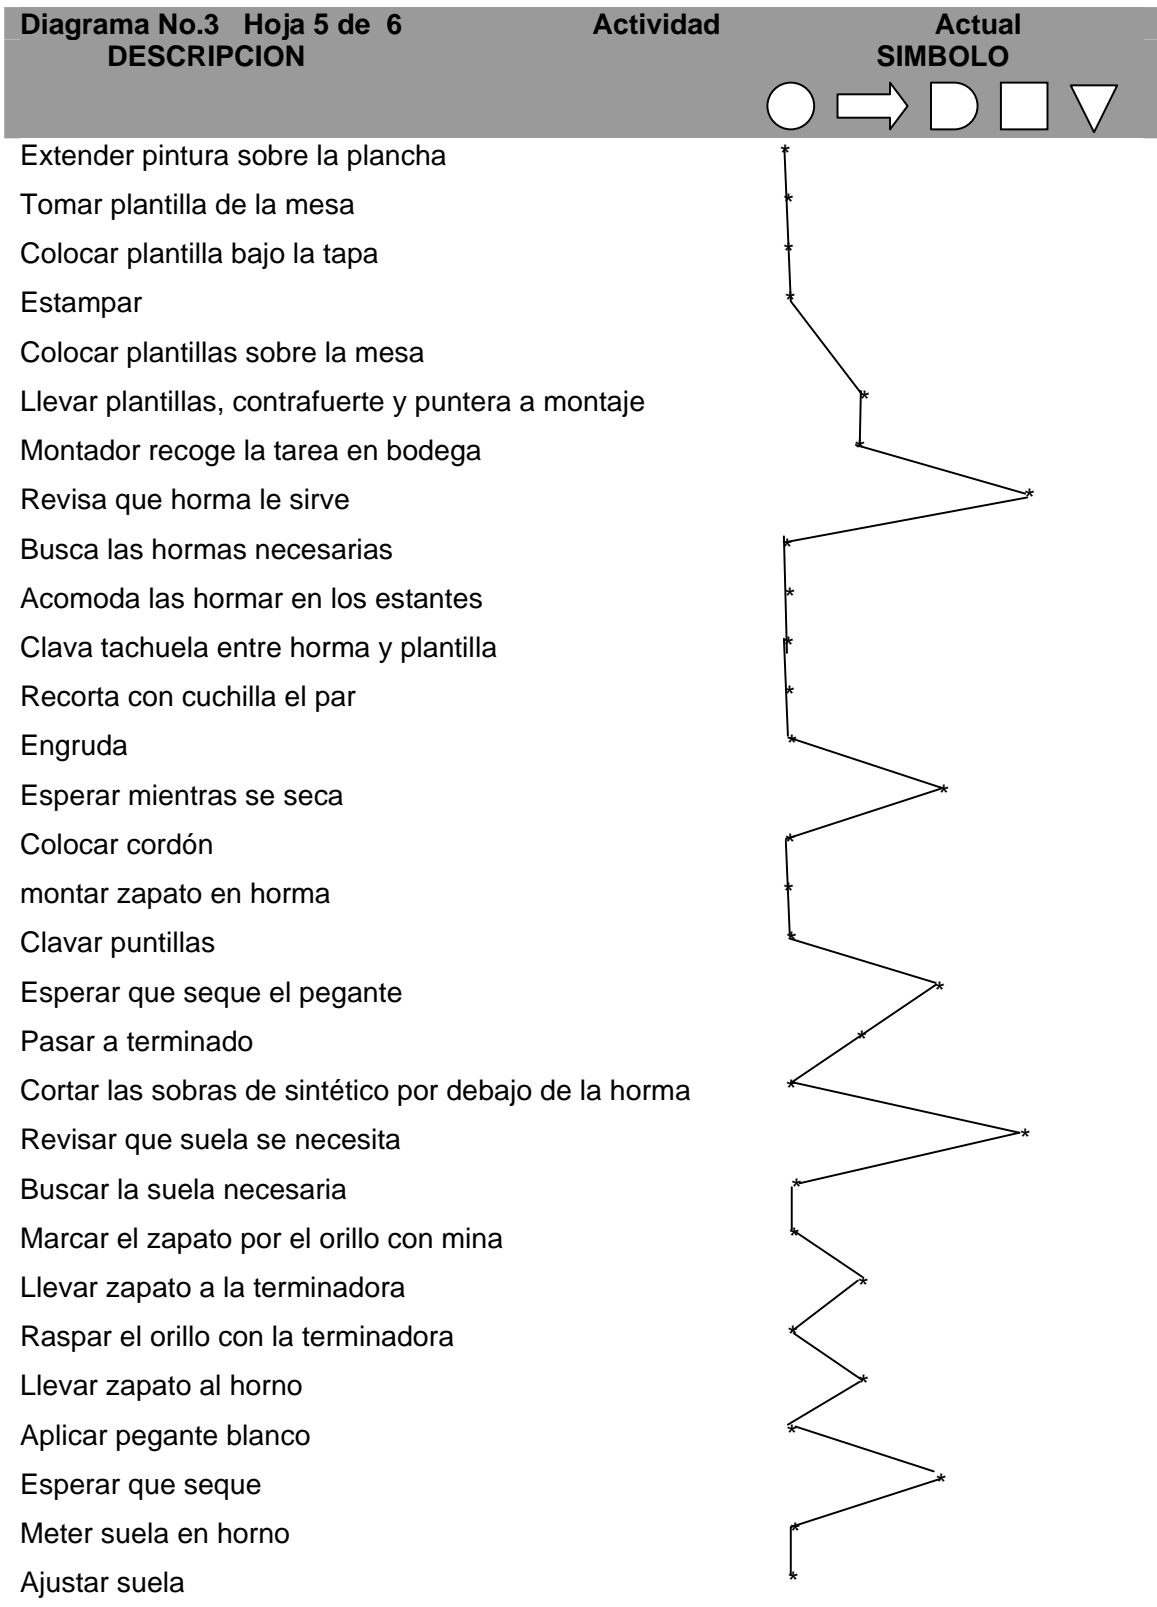 Diagrama No.3 Hoja 5 de 6 Actividad Actual
DESCRIPCION SIMBOLO
Extender pintura sobre la plancha *
Tomar plantilla de la mesa *
Colocar plantilla bajo la tapa *
Estampar *
Colocar plantillas sobre la mesa
Llevar plantillas, contrafuerte y puntera a montaje *
Montador recoge la tarea en bodega *
Revisa que horma le sirve *
Busca las hormas necesarias *
Acomoda las hormar en los estantes *
Clava tachuela entre horma y plantilla *
Recorta con cuchilla el par *
Engruda *
Esperar mientras se seca *
Colocar cordón *
montar zapato en horma *
Clavar puntillas *
Esperar que seque el pegante *
Pasar a terminado *
Cortar las sobras de sintético por debajo de la horma *
Revisar que suela se necesita *
Buscar la suela necesaria *
Marcar el zapato por el orillo con mina *
Llevar zapato a la terminadora *
Raspar el orillo con la terminadora *
Llevar zapato al horno *
Aplicar pegante blanco *
Esperar que seque *
Meter suela en horno *
Ajustar suela *